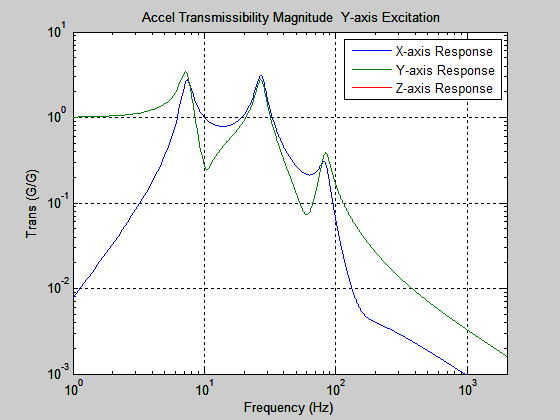 Accel Transmissibility Magnitude  Y-axis Excitation
10^1
X-axis Response
Y-axis Response
Z-axis Response
10^0
10^-1
10^-2
10^-3
Trans (G/G)
10^0 10^1 10^2 10^3
Frequency (Hz)